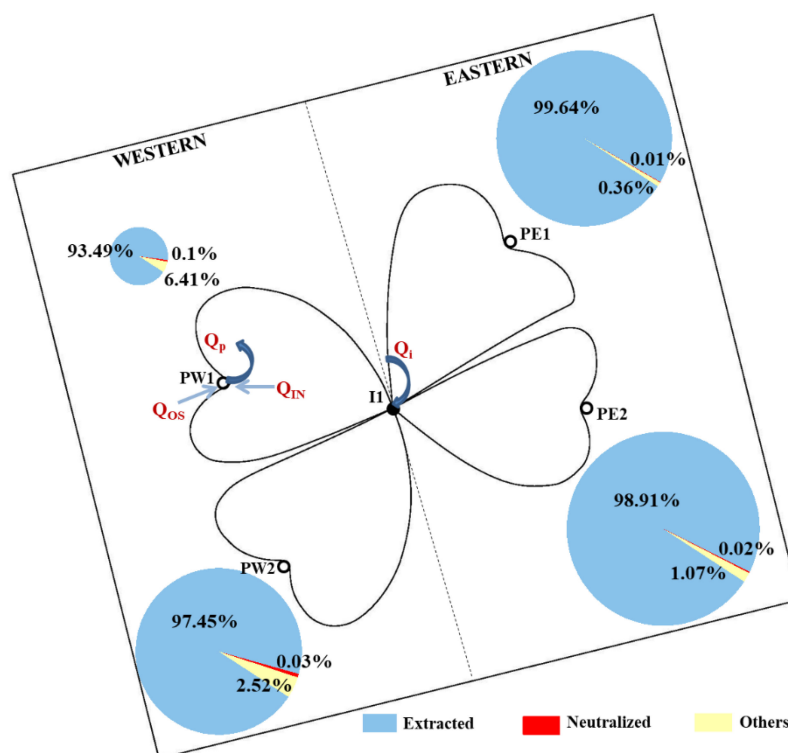 EASTERN
WESTERN
99.64%
0.01%
0.36%
93.49%
0.1%
6.41%
PE1
Qp
Qi
PW1
QIN
QOS
I1
PE2
98.91%
0.02%
1.07%
PW2
97.45%
0.03%
2.52%
Extracted
Neutralized
Others